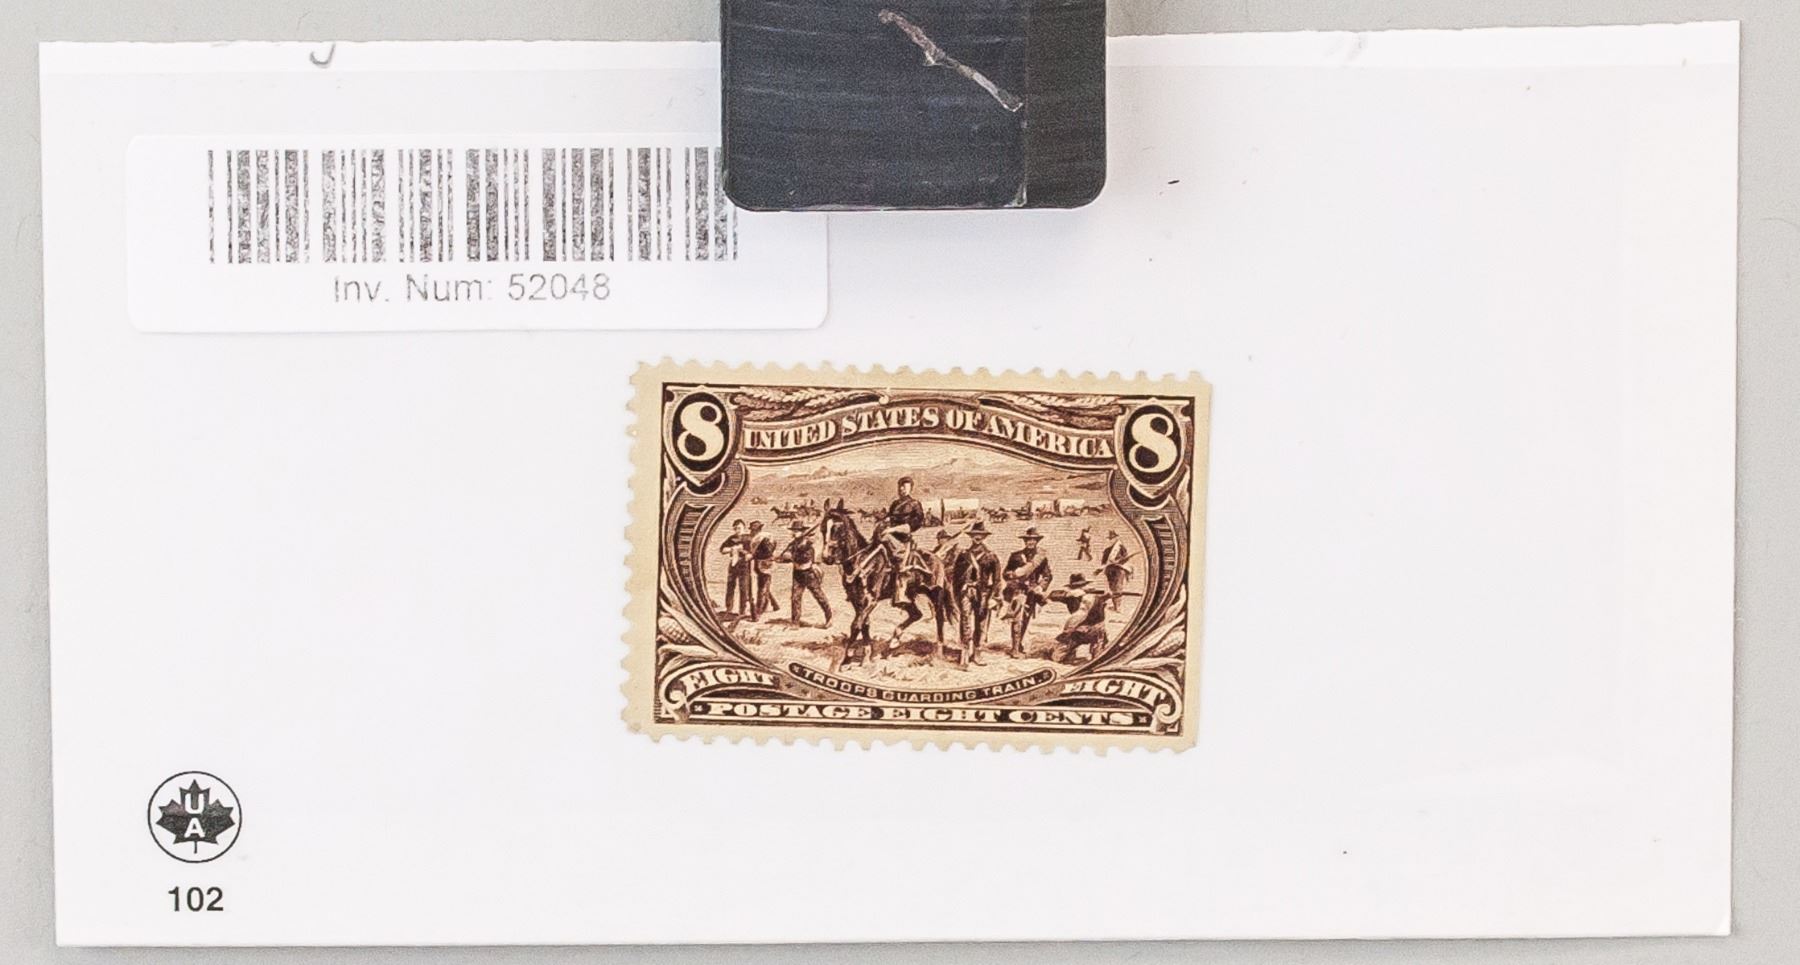 Inv. Num: 52048
8 UNITED STATES OF AMERICA 8
TROOPS GUARDING TRAIN.
EIGHT EIGHT
POSTAGE EIGHT CENTS
U
A
102